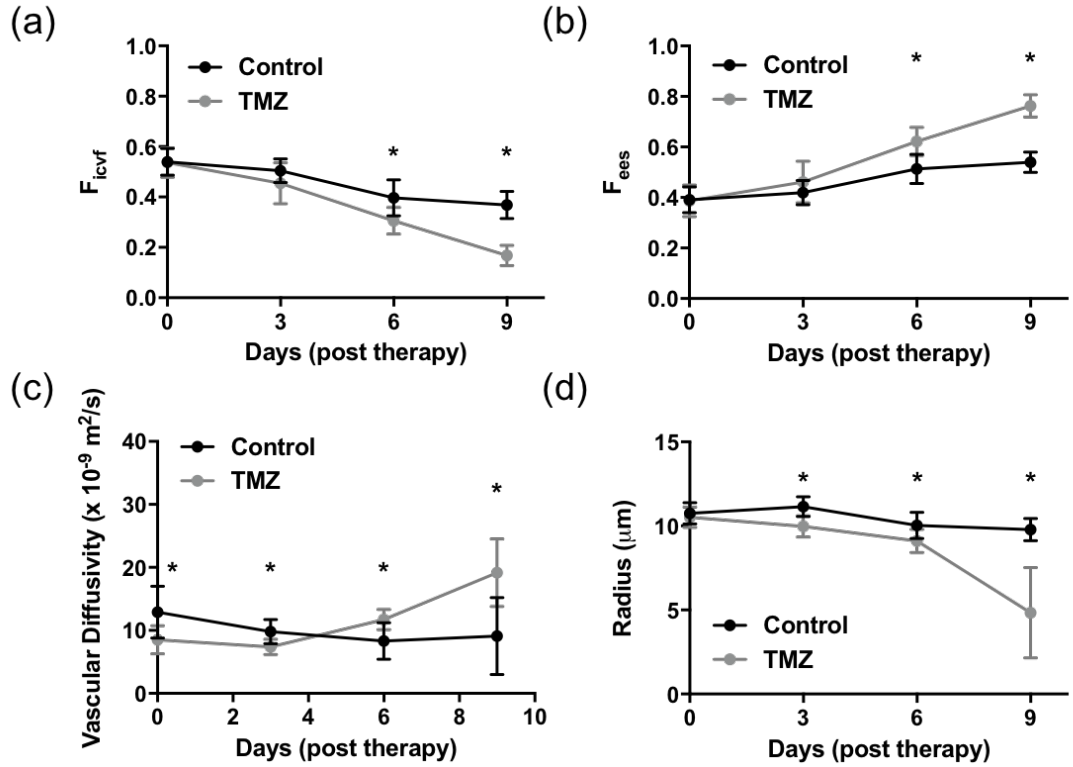 (a)
1.0
0.8
0.6
0.4
0.2
0.0
F_icvf
Control
TMZ
*
*
0
3
6
9
Days (post therapy)
(b)
1.0
0.8
0.6
0.4
0.2
0.0
F_ees
Control
TMZ
*
*
0
3
6
9
Days (post therapy)
(c)
Vascular Diffusivity (x 10⁻⁹ m²/s)
40
30
20
10
0
Control
TMZ
*
*
*
*
0
2
4
6
8
10
Days (post therapy)
(d)
Radius (μm)
15
10
5
0
*
*
*
Control
TMZ
0
3
6
9
Days (post therapy)